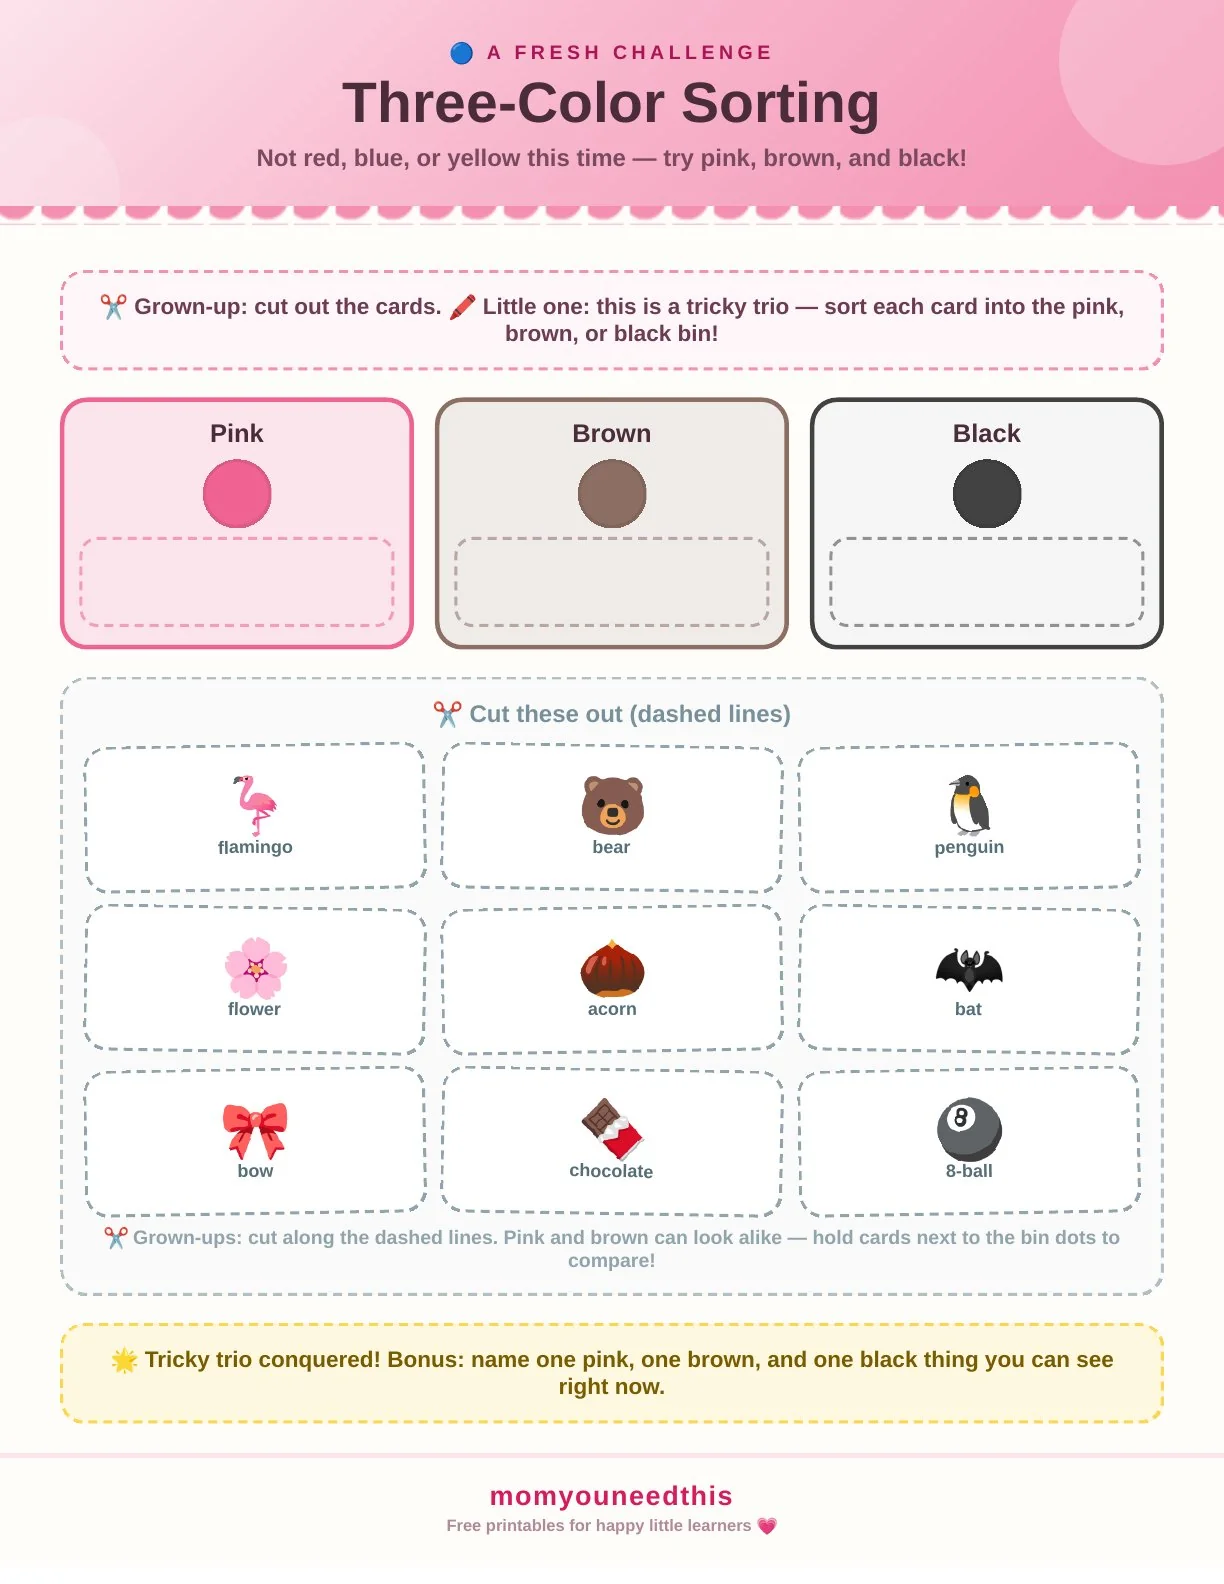 🔵 A FRESH CHALLENGE
Three-Color Sorting
Not red, blue, or yellow this time — try pink, brown, and black!
✂️ Grown-up: cut out the cards. 🖍️ Little one: this is a tricky trio — sort each card into the pink,
brown, or black bin!
Pink
Brown
Black
✂️ Cut these out (dashed lines)
flamingo
bear
penguin
flower
acorn
bat
bow
chocolate
8
8-ball
✂️ Grown-ups: cut along the dashed lines. Pink and brown can look alike — hold cards next to the bin dots to
compare!
🌟 Tricky trio conquered! Bonus: name one pink, one brown, and one black thing you can see
right now.
momyouneedthis
Free printables for happy little learners 💗